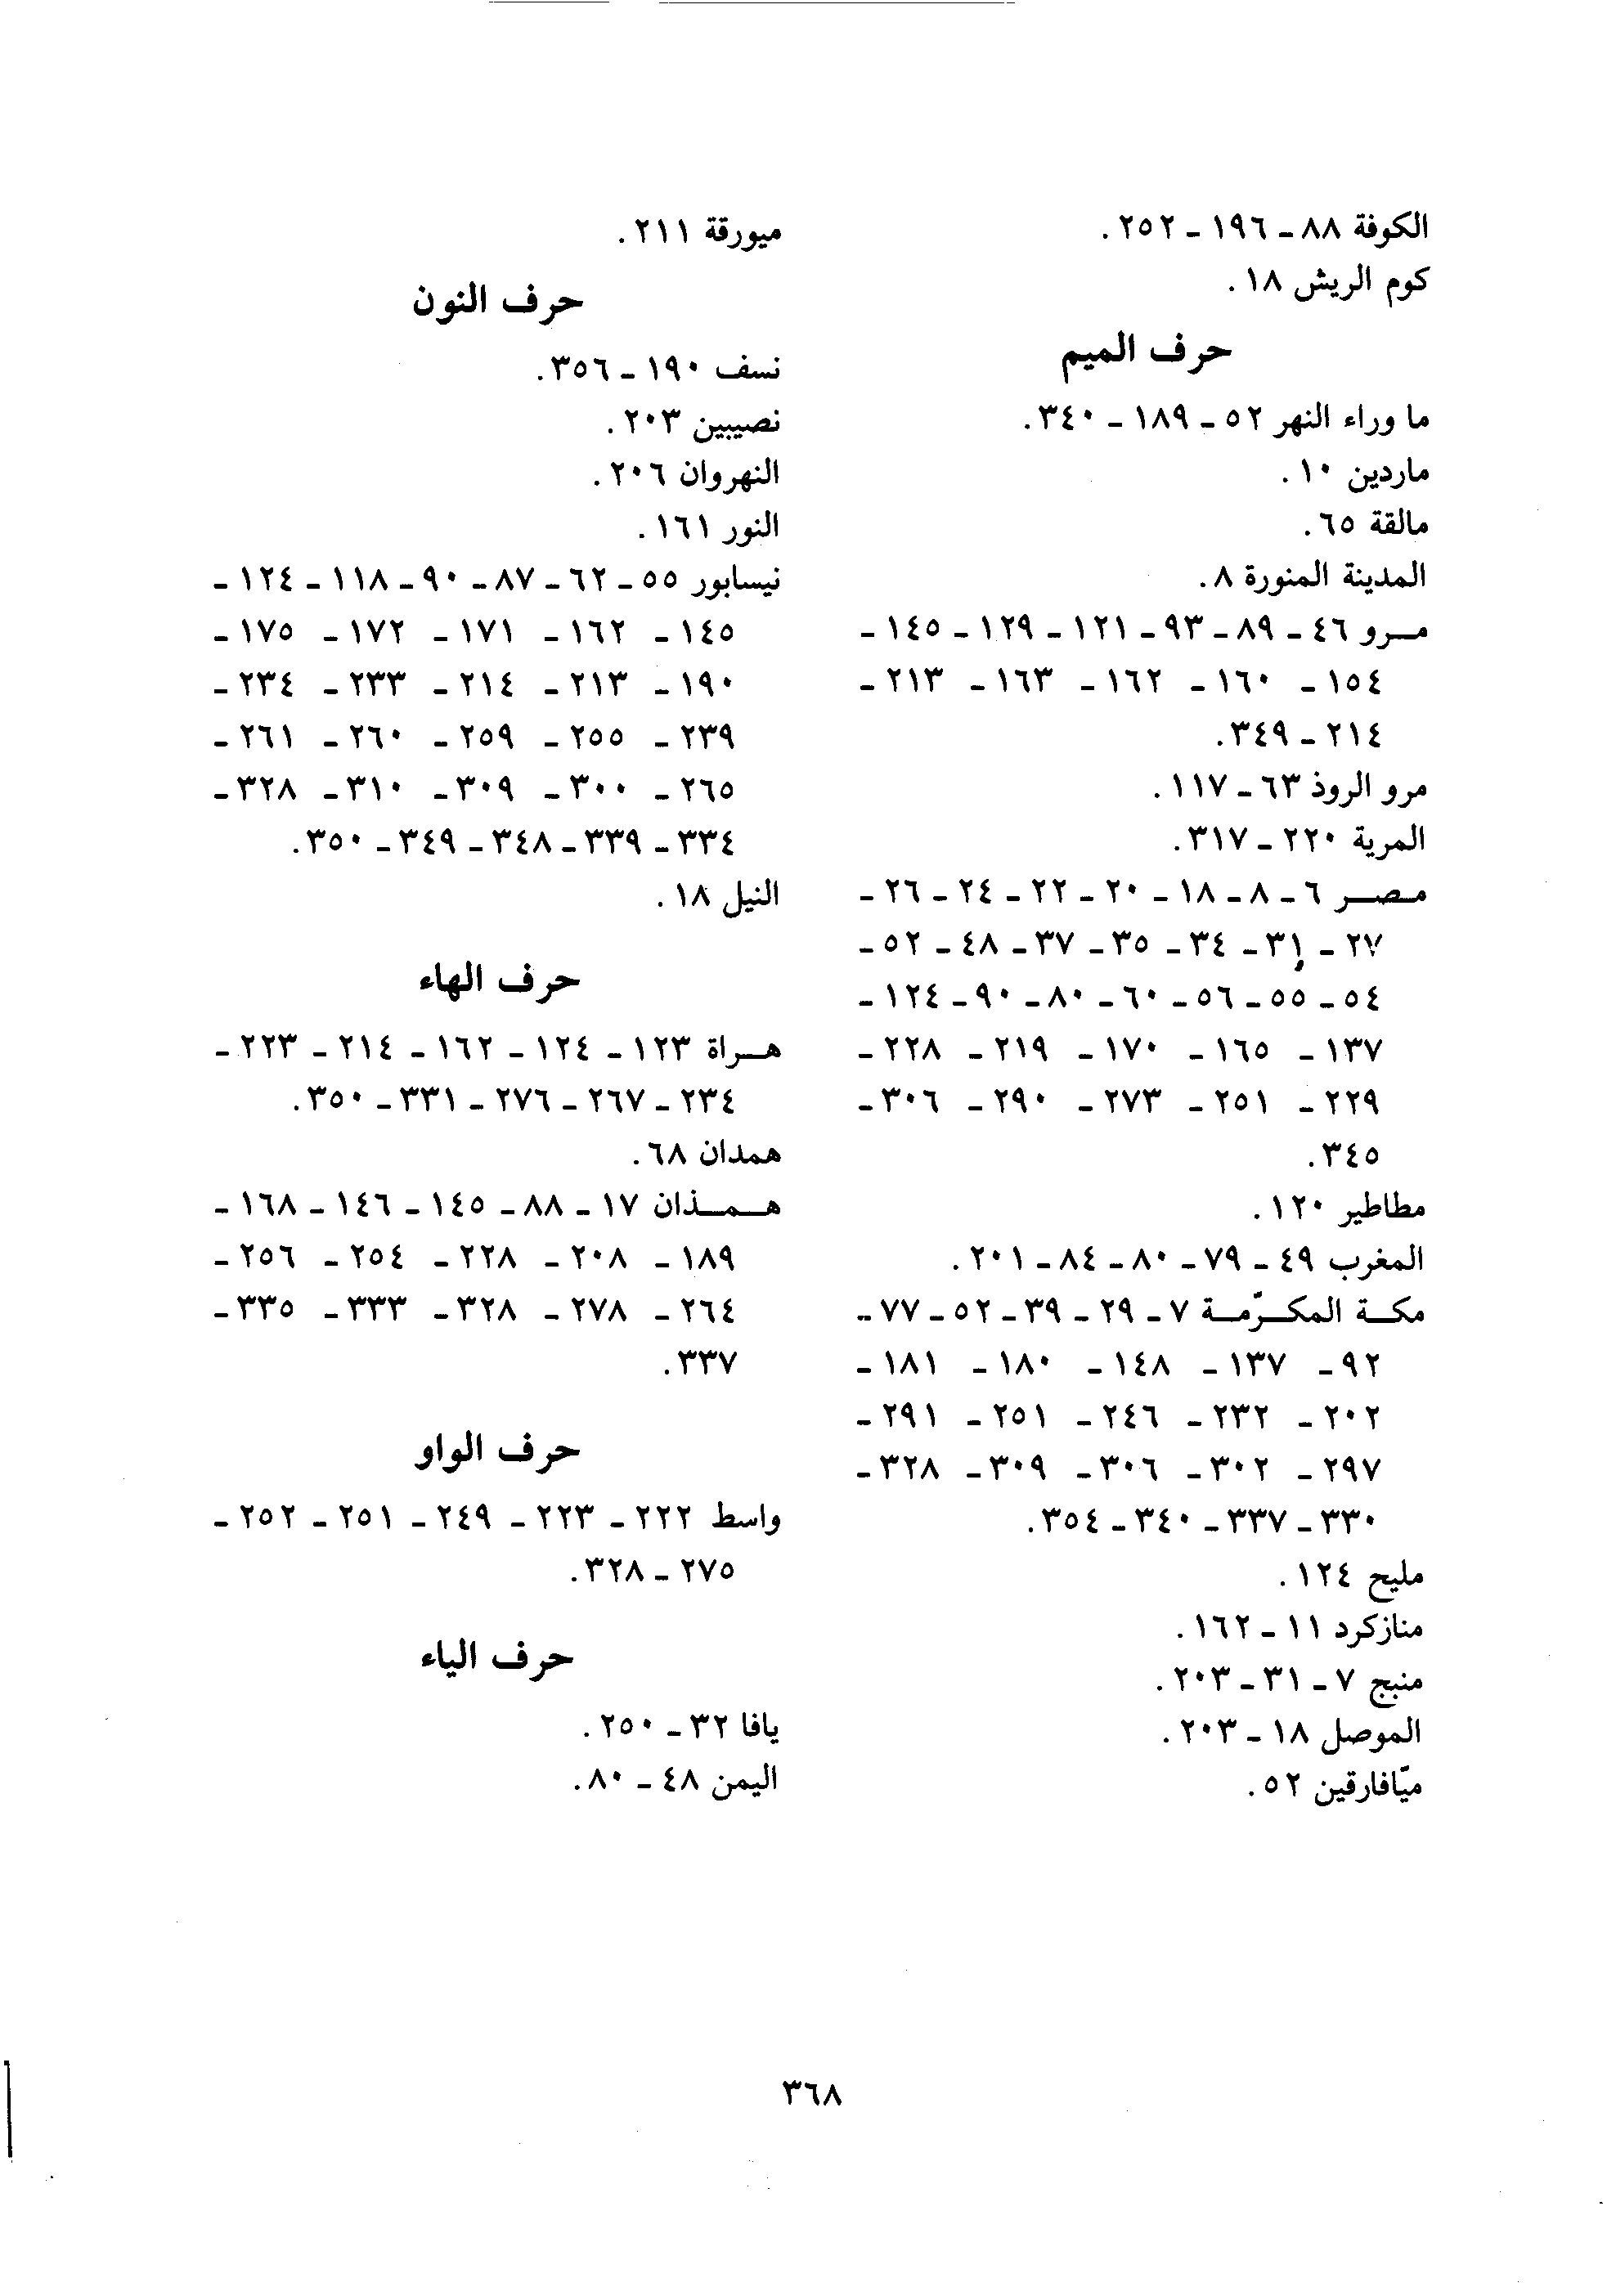 الكوفة ٨٨ ـ ١٩٦ ـ ٢٥٢.
كوم الريش ١٨.
حرف الميم
ما وراء النهر ٥٢ ـ ١٨٩ ـ ٣٤٠.
ماردين ١٠.
مالقة ٦٥.
المدينة المنورة ٨.
مـرو ٤٦ ـ ٨٩ ـ ٩٣ ـ ١٢١ ـ ١٢٩ ـ ١٤٥ ـ
١٥٤ ـ ١٦٠ ـ ١٦٢ ـ ١٦٣ ـ ٢١٣ ـ
٢١٤ ـ ٣٤٩.
مرو الروذ ٦٣ ـ ١١٧.
المرية ٢٢٠ ـ ٣١٧.
مـصـر ٦ ـ ٨ ـ ١٨ ـ ٢٠ ـ ٢٢ ـ ٢٤ ـ ٢٦ ـ
٢٧ ـ ٣١ ـ ٣٤ ـ ٣٥ ـ ٣٧ ـ ٤٨ ـ ٥٢ ـ
٥٤ ـ ٥٥ ـ ٥٦ ـ ٦٠ ـ ٨٠ ـ ٩٠ ـ ١٢٤ ـ
١٣٧ ـ ١٦٥ ـ ١٧٠ ـ ٢١٩ ـ ٢٢٨ ـ
٢٢٩ ـ ٢٥١ ـ ٢٧٣ ـ ٢٩٠ ـ ٣٠٦ ـ
٣٤٥.
مطاطير ١٢٠.
المغرب ٤٩ ـ ٧٩ ـ ٨٠ ـ ٨٤ ـ ٢٠١.
مكـة المكـرّمـة ٧ ـ ٢٩ ـ ٣٩ ـ ٥٢ ـ ٧٧ ـ
٩٢ ـ ١٣٧ ـ ١٤٨ ـ ١٨٠ ـ ١٨١ ـ
٢٠٢ ـ ٢٣٢ ـ ٢٤٦ ـ ٢٥١ ـ ٢٩١ ـ
٢٩٧ ـ ٣٠٢ ـ ٣٠٦ ـ ٣٠٩ ـ ٣٢٨ ـ
٣٣٠ ـ ٣٣٧ ـ ٣٤٠ ـ ٣٥٤.
مليح ١٢٤.
منازكرد ١١ ـ ١٦٢.
منبج ٧ ـ ٣١ ـ ٢٠٣.
الموصل ١٨ ـ ٢٠٣.
ميّافارقين ٥٢.
ميورقة ٢١١.
حرف النون
نسف ١٩٠ ـ ٣٥٦.
نصيبين ٢٠٣.
النهروان ٢٠٦.
النور ١٦١.
نيسابور ٥٥ ـ ٦٢ ـ ٨٧ ـ ٩٠ ـ ١١٨ ـ ١٢٤ ـ
١٤٥ ـ ١٦٢ ـ ١٧١ ـ ١٧٢ ـ ١٧٥ ـ
١٩٠ ـ ٢١٣ ـ ٢١٤ ـ ٢٣٣ ـ ٢٣٤ ـ
٢٣٩ ـ ٢٥٥ ـ ٢٥٩ ـ ٢٦٠ ـ ٢٦١ ـ
٢٦٥ ـ ٣٠٠ ـ ٣٠٩ ـ ٣١٠ ـ ٣٢٨ ـ
٣٣٤ ـ ٣٣٩ ـ ٣٤٨ ـ ٣٤٩ ـ ٣٥٠.
النيل ١٨.
حرف الهاء
هـراة ١٢٣ ـ ١٢٤ ـ ١٦٢ ـ ٢١٤ ـ ٢٢٣ ـ
٢٣٤ ـ ٢٦٧ ـ ٢٧٦ ـ ٣٣١ ـ ٣٥٠.
همدان ٦٨.
هـمـذان ١٧ ـ ٨٨ ـ ١٤٥ ـ ١٤٦ ـ ١٦٨ ـ
١٨٩ ـ ٢٠٨ ـ ٢٢٨ ـ ٢٥٤ ـ ٢٥٦ ـ
٢٦٤ ـ ٢٧٨ ـ ٣٢٨ ـ ٣٣٣ ـ ٣٣٥ ـ
٣٣٧.
حرف الواو
واسط ٢٢٢ ـ ٢٢٣ ـ ٢٤٩ ـ ٢٥١ ـ ٢٥٢ ـ
٢٧٥ ـ ٣٢٨.
حرف الياء
يافا ٣٢ ـ ٢٥٠.
اليمن ٤٨ ـ ٨٠.
٣٦٨